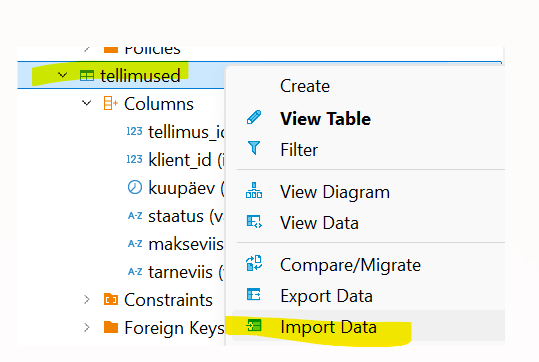 Policies
tellimused
Create
Columns
View Table
123 tellimus_id
Filter
123 klient_id (i
kuupäev (
View Diagram
A-Z staatus (v
View Data
A-Z makseviis
Compare/Migrate
A-Z tarneviis (
Export Data
Constraints
Import Data
Foreign Keys